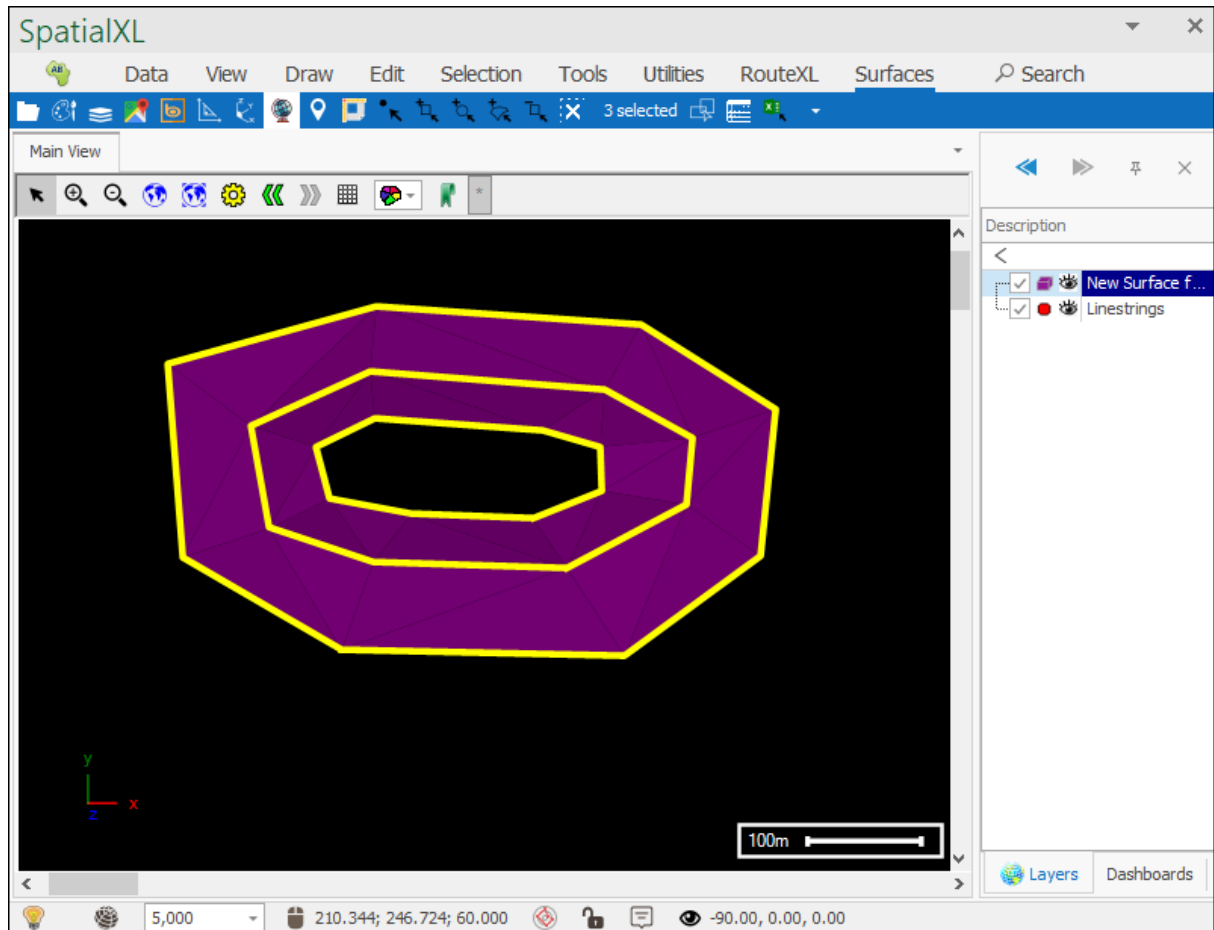 SpatialXL
AB Data View Draw Edit Selection Tools Utilities RouteXL Surfaces Search
3 selected
Main View
Description
New Surface f...
Linestrings
y
x
z
100m
Layers Dashboards
5,000 210.344; 246.724; 60.000 -90.00, 0.00, 0.00